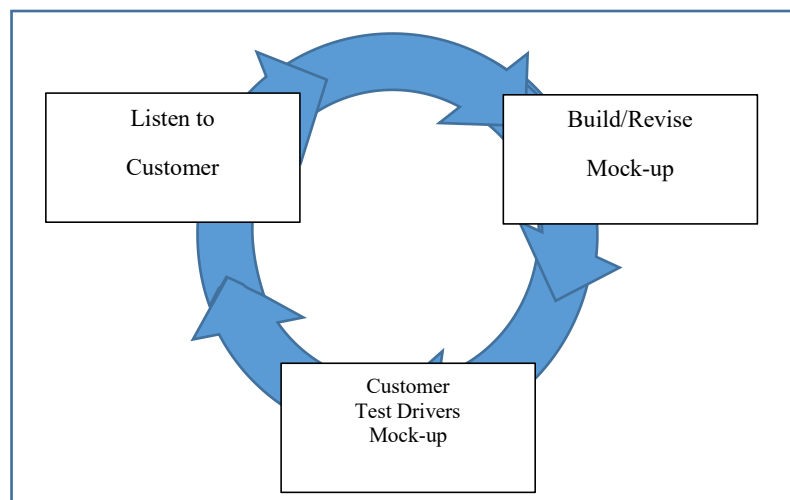 Listen to
Customer
Build/Revise
Mock-up
Customer
Test Drivers
Mock-up